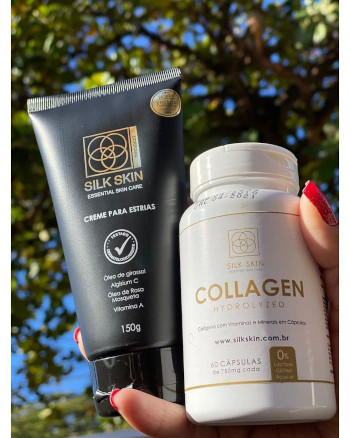 SILK SKIN
ESSENTIAL SKIN CARE
CREME PARA ESTRIAS
Óleo de girassol
Algisium C
Óleo de Rosa
Mosqueta
Vitamina A
150g
SILK SKIN
COLLAGEN
HYDROLYZED
Colágeno com Vitaminas e Minerais em Cápsulas
www.silkskin.com.br
60 CÁPSULAS
de 750mg cada
0%